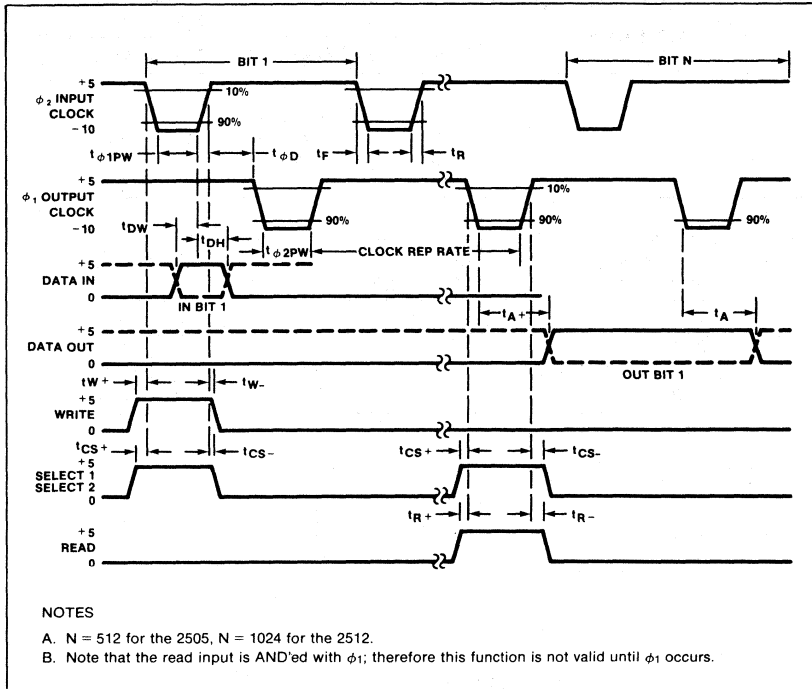 BIT 1
BIT N
+5
10%
φ2 INPUT
CLOCK
90%
-10
tφ1PW
tφD
tF
tR
+5
10%
φ1 OUTPUT
CLOCK
90%
90%
-10
tDW
tDH
tφ2PW
CLOCK REP RATE
+5
DATA IN
0
IN BIT 1
tA+
tA
+5
DATA OUT
0
OUT BIT 1
tW+
tW-
+5
WRITE
0
tCS+
tCS-
tCS+
tCS-
+5
SELECT 1
SELECT 2
0
tR+
tR-
+5
READ
0
NOTES
A. N = 512 for the 2505, N = 1024 for the 2512.
B. Note that the read input is AND'ed with φ1; therefore this function is not valid until φ1 occurs.